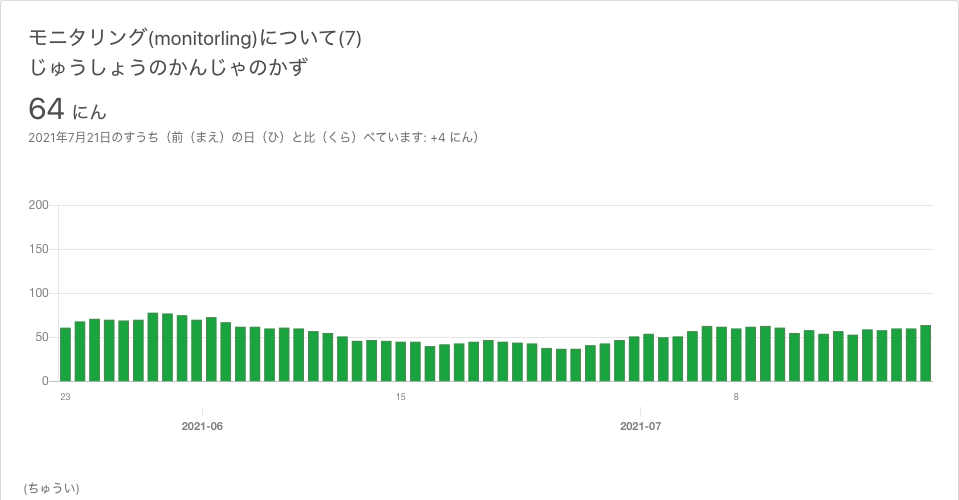 モニタリング(monitorling)について(7)
じゅうしょうのかんじゃのかず
64 にん
2021年7月21日のすうち（前（まえ）の日（ひ）と比（くら）べています: +4 にん）
200
150
100
50
0
23
15
8
2021-06
2021-07
(ちゅうい)